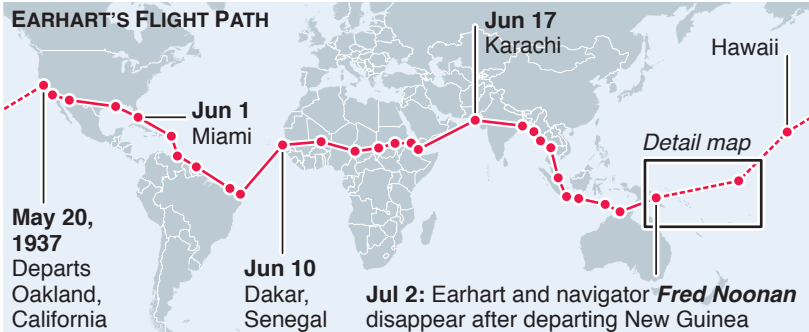 EARHART'S FLIGHT PATH
Jun 17
Karachi
Hawaii
Jun 1
Miami
Detail map
May 20,
1937
Departs
Oakland,
California
Jun 10
Dakar,
Senegal
Jul 2: Earhart and navigator Fred Noonan
disappear after departing New Guinea